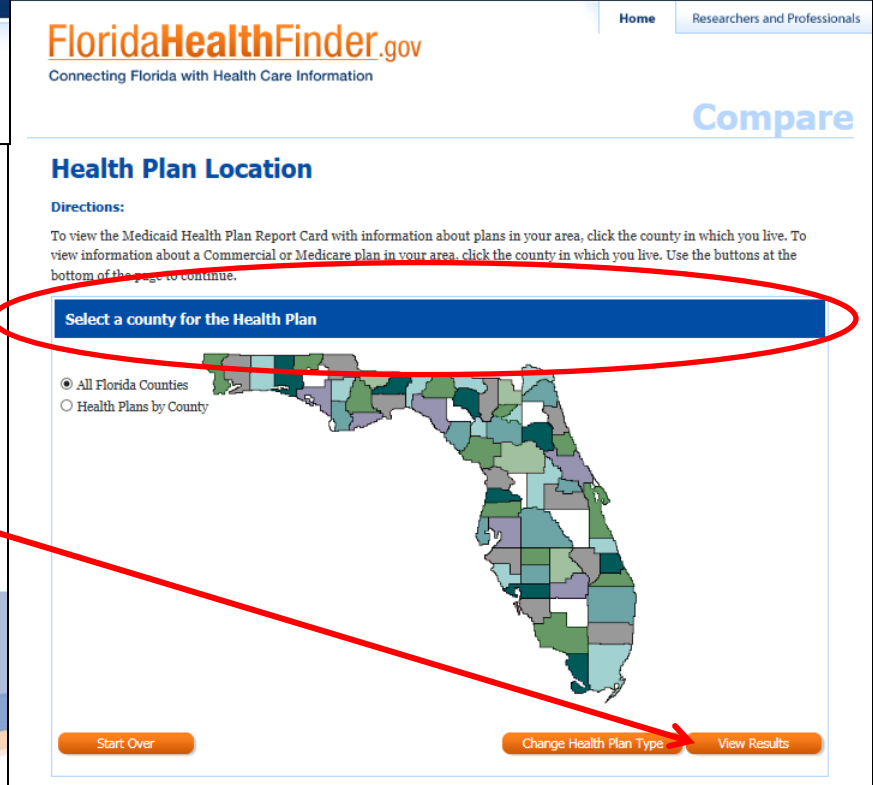 Home Researchers and Professionals
FloridaHealthFinder.gov
Connecting Florida with Health Care Information
Compare
Health Plan Location
Directions:
To view the Medicaid Health Plan Report Card with information about plans in your area, click the county in which you live. To
view information about a Commercial or Medicare plan in your area, click the county in which you live. Use the buttons at the
bottom of the page to continue.
Select a county for the Health Plan
All Florida Counties
Health Plans by County
Start Over Change Health Plan Type View Results